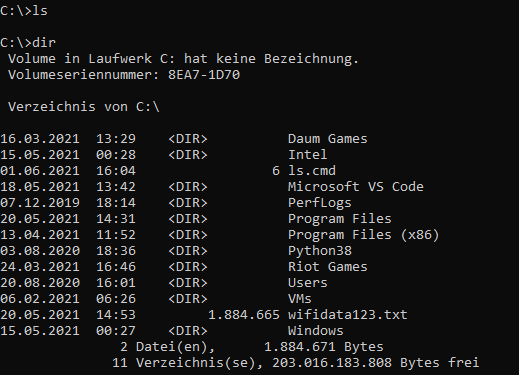 C:\>ls
C:\>dir
Volume in Laufwerk C: hat keine Bezeichnung.
Volumeseriennummer: 8EA7-1D70
Verzeichnis von C:\
16.03.2021  13:29    <DIR>          Daum Games
15.05.2021  00:28    <DIR>          Intel
01.06.2021  16:04                 6 ls.cmd
18.05.2021  13:42    <DIR>          Microsoft VS Code
07.12.2019  18:14    <DIR>          PerfLogs
20.05.2021  14:31    <DIR>          Program Files
13.04.2021  11:52    <DIR>          Program Files (x86)
03.08.2020  18:36    <DIR>          Python38
24.03.2021  16:46    <DIR>          Riot Games
20.08.2020  16:01    <DIR>          Users
06.02.2021  06:26    <DIR>          VMs
20.05.2021  14:53         1.884.665 wifidata123.txt
15.05.2021  00:27    <DIR>          Windows
2 Datei(en),      1.884.671 Bytes
11 Verzeichnis(se), 203.016.183.808 Bytes frei